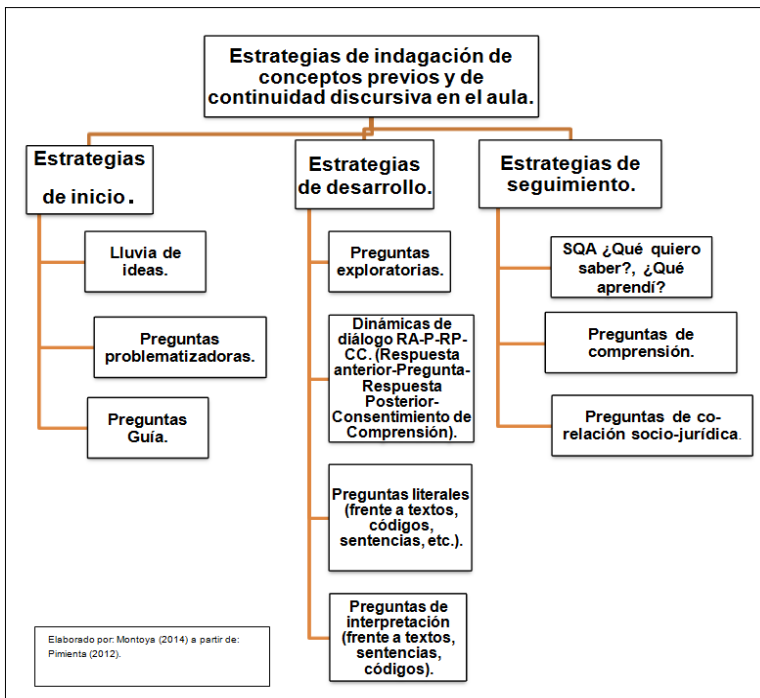 Estrategias de indagación de
conceptos previos y de
continuidad discursiva en el aula.
Estrategias
de inicio.
Lluvia de
ideas.
Preguntas
problematizadoras.
Preguntas
Guía.
Estrategias
de desarrollo.
Preguntas
exploratorias.
Dinámicas de
diálogo RA-P-RP-
CC. (Respuesta
anterior-Pregunta-
Respuesta
Posterior-
Consentimiento de
Comprensión).
Preguntas literales
(frente a textos,
códigos,
sentencias, etc.).
Preguntas de
interpretación
(frente a textos,
sentencias,
códigos).
Estrategias de
seguimiento.
SQA ¿Qué quiero
saber?, ¿Qué
aprendí?
Preguntas de
comprensión.
Preguntas de co-
relación socio-jurídica.
Elaborado por: Montoya (2014) a partir de:
Pimienta (2012).